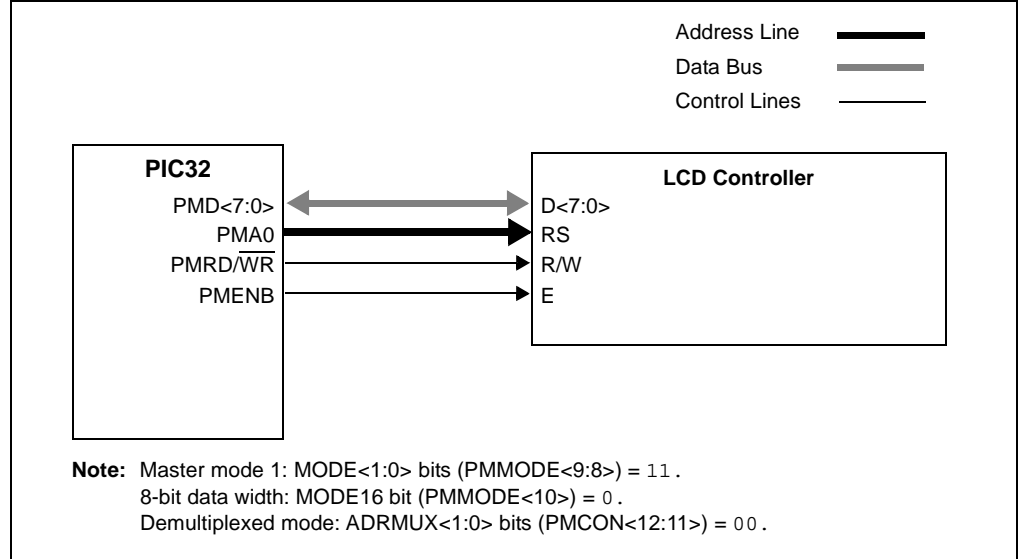 Address Line
Data Bus
Control Lines
PIC32
LCD Controller
PMD<7:0>
D<7:0>
PMA0
RS
PMRD/WR
R/W
PMENB
E
Note: Master mode 1: MODE<1:0> bits (PMMODE<9:8>) = 11.
8-bit data width: MODE16 bit (PMMODE<10>) = 0.
Demultiplexed mode: ADRMUX<1:0> bits (PMCON<12:11>) = 00.